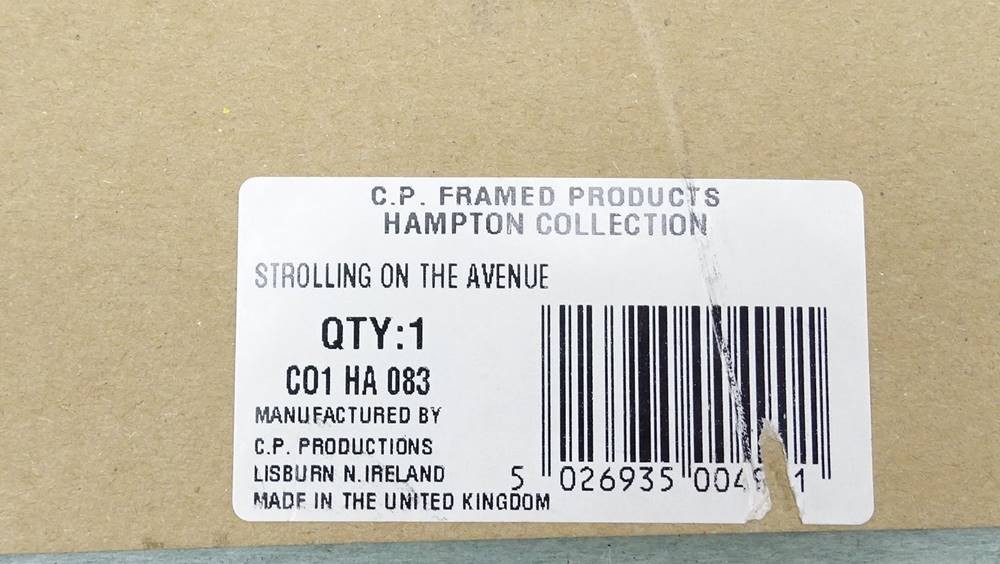 C.P. FRAMED PRODUCTS
HAMPTON COLLECTION
STROLLING ON THE AVENUE
QTY:1
C01 HA 083
MANUFACTURED BY
C.P. PRODUCTIONS
LISBURN N.IRELAND
MADE IN THE UNITED KINGDOM
5 026935